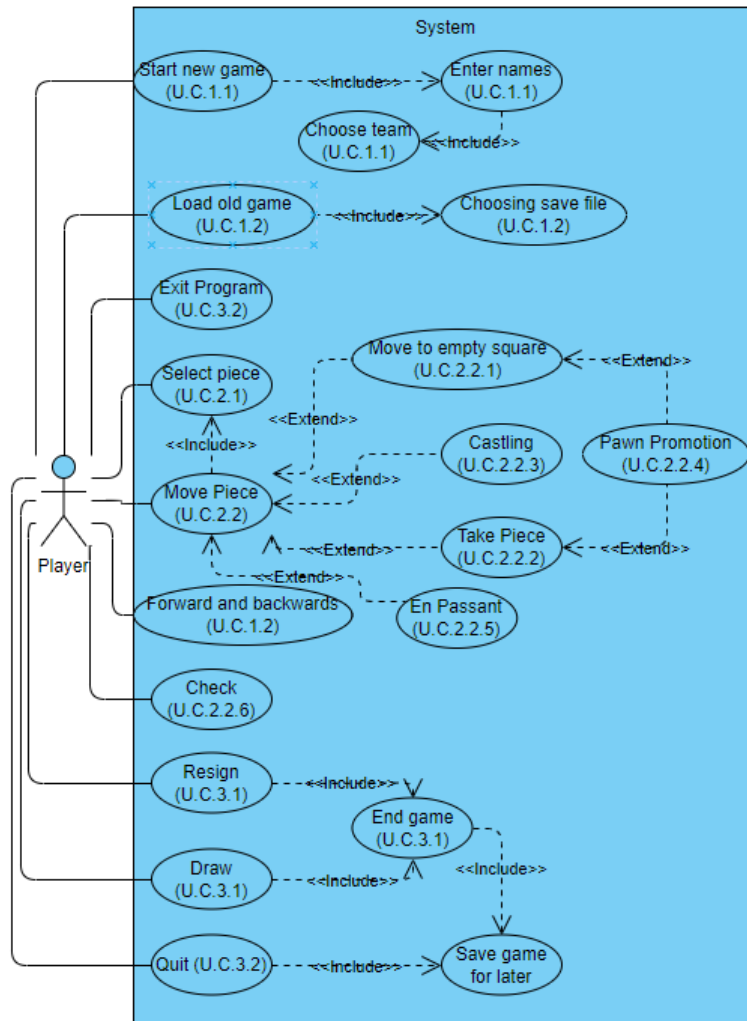 System
Start new game
(U.C.1.1)
<<Include>>
Enter names
(U.C.1.1)
Choose team
(U.C.1.1)
<<Include>>
Load old game
(U.C.1.2)
<<Include>>
Choosing save file
(U.C.1.2)
Exit Program
(U.C.3.2)
Move to empty square
(U.C.2.2.1)
<<Extend>>
Select piece
(U.C.2.1)
<<Extend>>
<<Include>>
Castling
(U.C.2.2.3)
Pawn Promotion
(U.C.2.2.4)
<<Extend>>
Move Piece
(U.C.2.2)
<<Extend>>
Take Piece
(U.C.2.2.2)
<<Extend>>
Player
<<Extend>>
Forward and backwards
(U.C.1.2)
En Passant
(U.C.2.2.5)
Check
(U.C.2.2.6)
Resign
(U.C.3.1)
<<Include>>
End game
(U.C.3.1)
Draw
(U.C.3.1)
<<Include>>
<<Include>>
Quit (U.C.3.2)
<<Include>>
Save game
for later